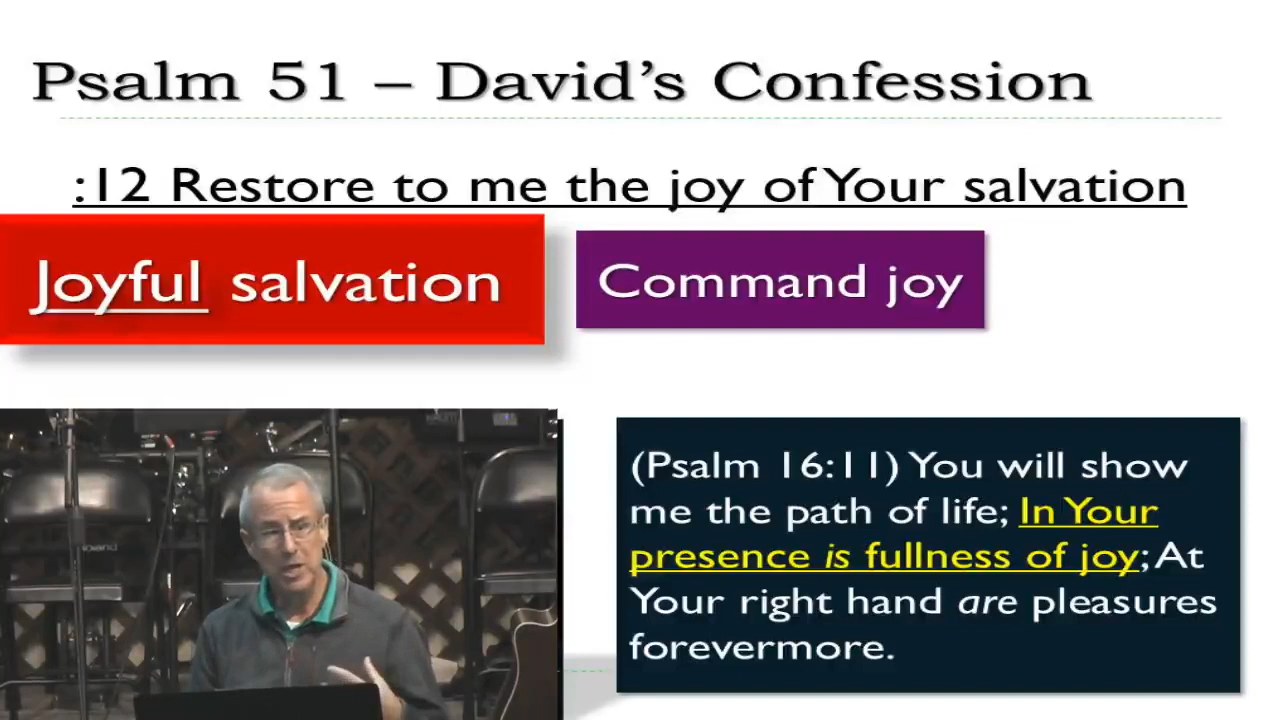 Psalm 51 – David’s Confession
:12 Restore to me the joy of Your salvation
Joyful salvation
Command joy
(Psalm 16:11) You will show
me the path of life; In Your
presence is fullness of joy; At
Your right hand are pleasures
forevermore.
Roland